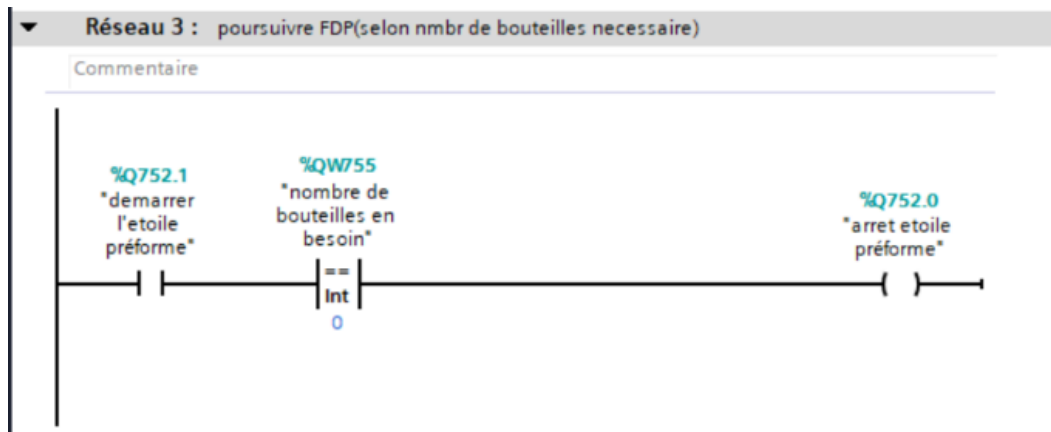 Réseau 3 : poursuivre FDP(selon nmbr de bouteilles necessaire)
Commentaire
%Q752.1
"demarrer
l'etoile
préforme"
%QW755
"nombre de
bouteilles en
besoin"
==
Int
0
%Q752.0
"arret etoile
préforme"